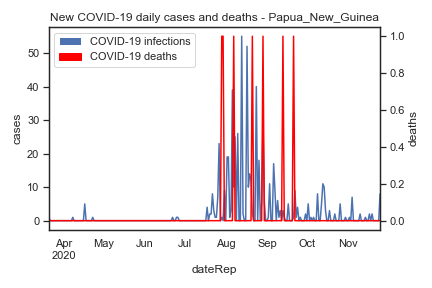 New COVID-19 daily cases and deaths - Papua_New_Guinea
COVID-19 infections
COVID-19 deaths
50
40
30
20
10
0
cases
1.0
0.8
0.6
0.4
0.2
0.0
deaths
Apr May Jun Jul Aug Sep Oct Nov
2020
dateRep